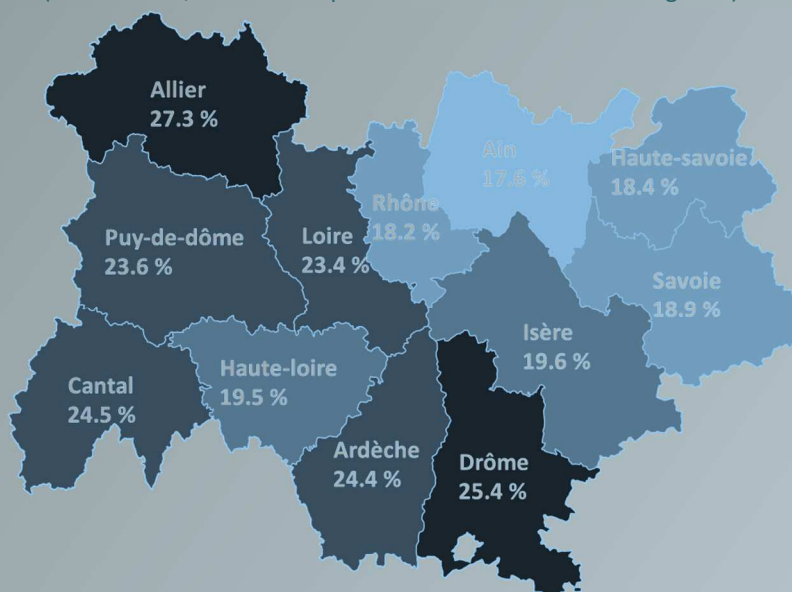 Allier
27.3 %
Ain
17.6 %
Haute-savoie
18.4 %
Rhône
18.2 %
Puy-de-dôme
23.6 %
Loire
23.4 %
Savoie
18.9 %
Isère
19.6 %
Haute-loire
19.5 %
Cantal
24.5 %
Ardèche
24.4 %
Drôme
25.4 %